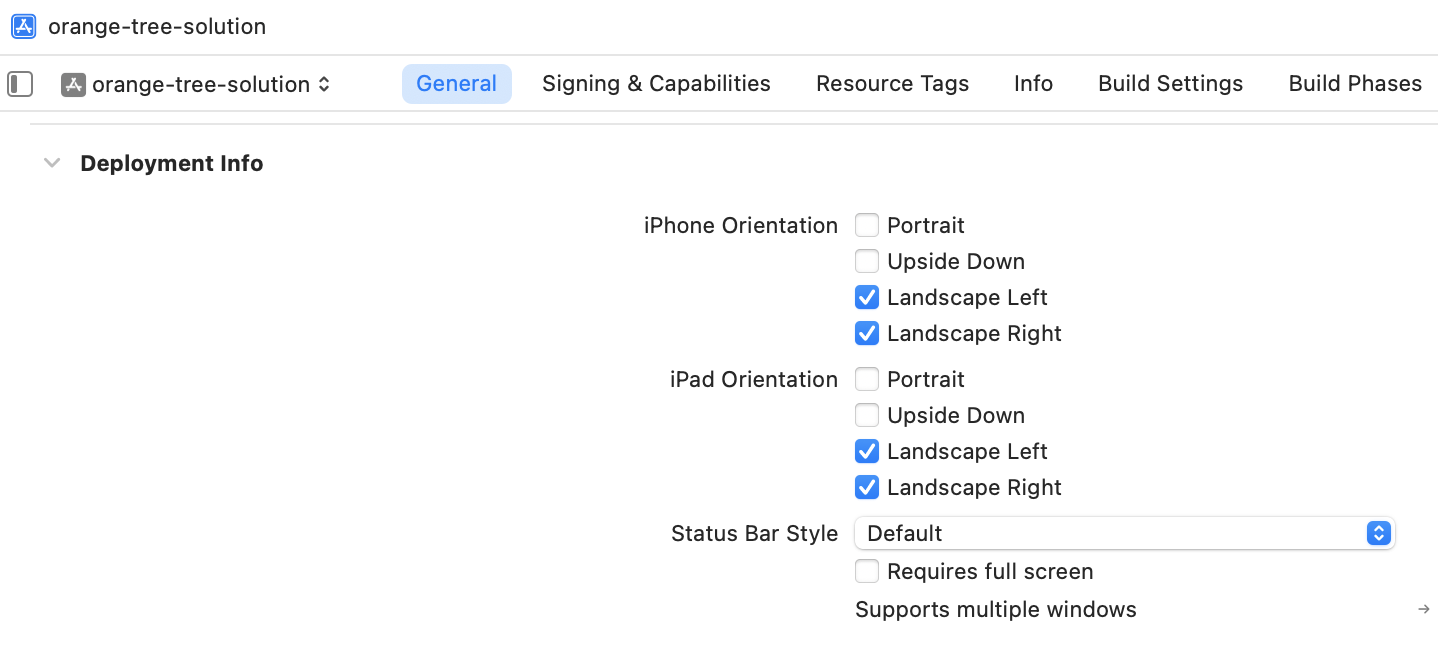 orange-tree-solution
orange-tree-solution General Signing & Capabilities Resource Tags Info Build Settings Build Phases
Deployment Info
iPhone Orientation Portrait
Upside Down
Landscape Left
Landscape Right
iPad Orientation Portrait
Upside Down
Landscape Left
Landscape Right
Status Bar Style Default
Requires full screen
Supports multiple windows